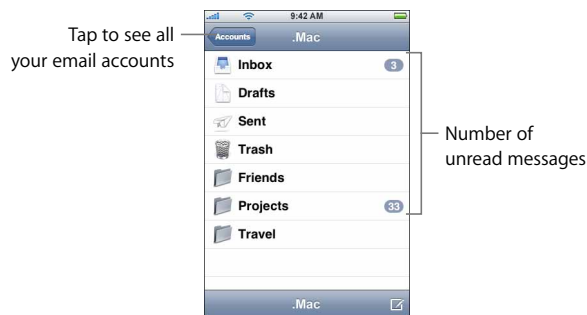 9:42 AM
Tap to see all
your email accounts
Accounts
.Mac
Inbox
3
Drafts
Sent
Trash
Friends
Projects
33
Travel
Number of
unread messages
.Mac